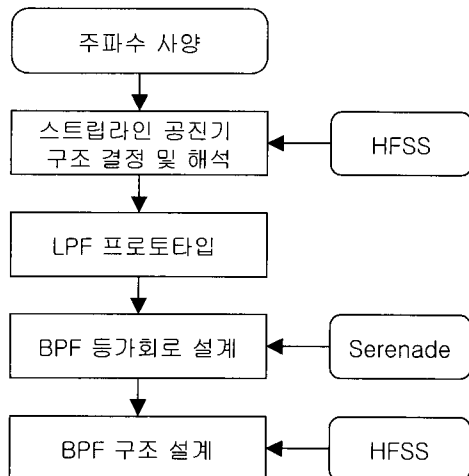 주파수 사양
스트립라인 공진기
구조 결정 및 해석
HFSS
LPF 프로토타입
BPF 등가회로 설계
Serenade
BPF 구조 설계
HFSS